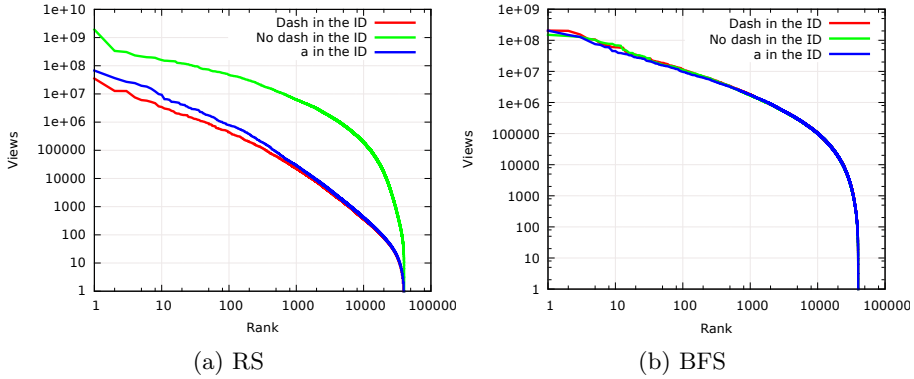 1e+10
1e+09
1e+08
1e+07
1e+06
100000
10000
1000
100
10
1
Views
1 10 100 1000 10000 100000
Rank
Dash in the ID
No dash in the ID
a in the ID
(a) RS
1e+09
1e+08
1e+07
1e+06
100000
10000
1000
100
10
1
Views
1 10 100 1000 10000 100000
Rank
Dash in the ID
No dash in the ID
a in the ID
(b) BFS